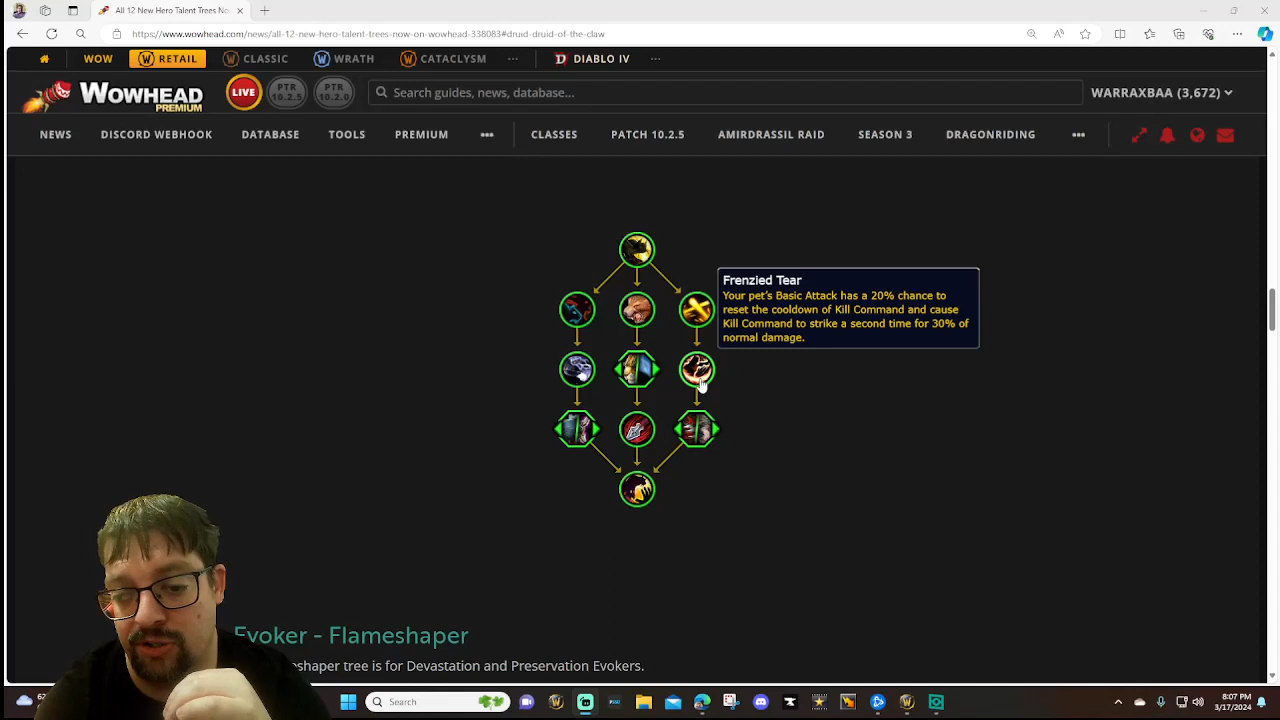 All 12 New Hero Talent Trees Nov
https://www.wowhead.com/news/all-12-new-hero-talent-trees-now-on-wowhead-338083#druid-druid-of-the-claw
WOW RETAIL CLASSIC WRATH CATACLYSM ... DIABLO IV ...
WOWHEAD PREMIUM LIVE PTR 10.2.5 PTR 10.2.0 Search guides, news, database... WARRAXBAA (3,672)
NEWS DISCORD WEBHOOK DATABASE TOOLS PREMIUM ... CLASSES PATCH 10.2.5 AMIRDRASSIL RAID SEASON 3 DRAGONRIDING ...
Frenzied Tear
Your pet's Basic Attack has a 20% chance to
reset the cooldown of Kill Command and cause
Kill Command to strike a second time for 30% of
normal damage.
Evoker - Flameshaper
eshaper tree is for Devastation and Preservation Evokers.
Search
8:07 PM
3/17/2024